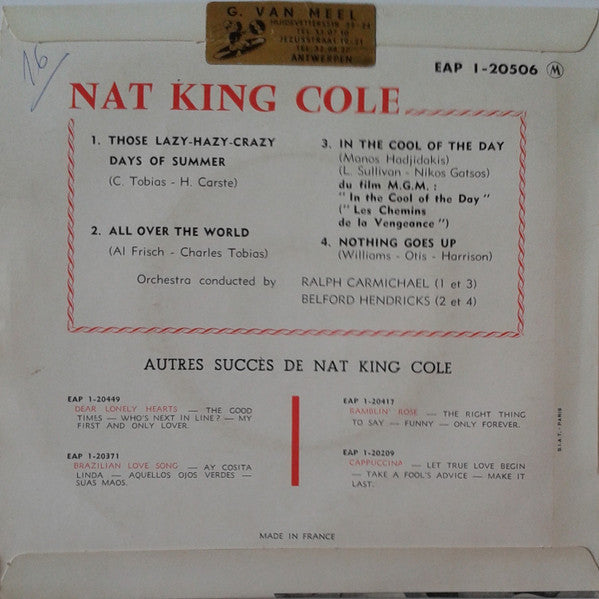 G. VAN MEEL
ANTWERPEN
16
EAP 1-20506 M
NAT KING COLE
1. THOSE LAZY-HAZY-CRAZY
DAYS OF SUMMER
(C. Tobias - H. Carste)
2. ALL OVER THE WORLD
(Al Frisch - Charles Tobias)
3. IN THE COOL OF THE DAY
(Manos Hadjidakis)
(L. Sullivan - Nikos Gatsos)
du film M.G.M. :
" In the Cool of the Day "
(" Les Chemins
de la Vengeance ")
4. NOTHING GOES UP
(Williams - Otis - Harrison)
Orchestra conducted by RALPH CARMICHAEL (1 et 3)
BELFORD HENDRICKS (2 et 4)
AUTRES SUCCÈS DE NAT KING COLE
EAP 1-20449
DEAR LONELY HEARTS — THE GOOD
TIMES — WHO'S NEXT IN LINE ? — MY
FIRST AND ONLY LOVER.
EAP 1-20371
BRAZILIAN LOVE SONG — AY COSITA
LINDA — AQUELLOS OJOS VERDES —
SUAS MAOS.
EAP 1-20417
RAMBLIN' ROSE — THE RIGHT THING
TO SAY — FUNNY — ONLY FOREVER.
EAP 1-20209
CAPPUCCINA — LET TRUE LOVE BEGIN
— TAKE A FOOL'S ADVICE — MAKE IT
LAST.
MADE IN FRANCE